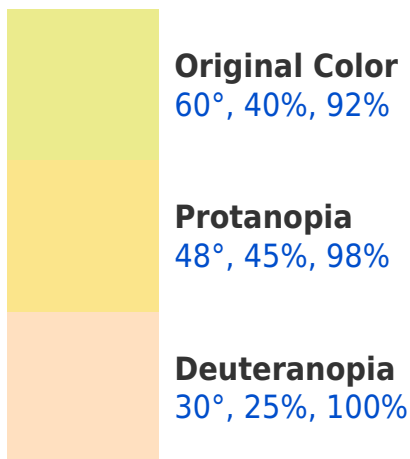 Original Color
60°, 40%, 92%
Protanopia
48°, 45%, 98%
Deuteranopia
30°, 25%, 100%